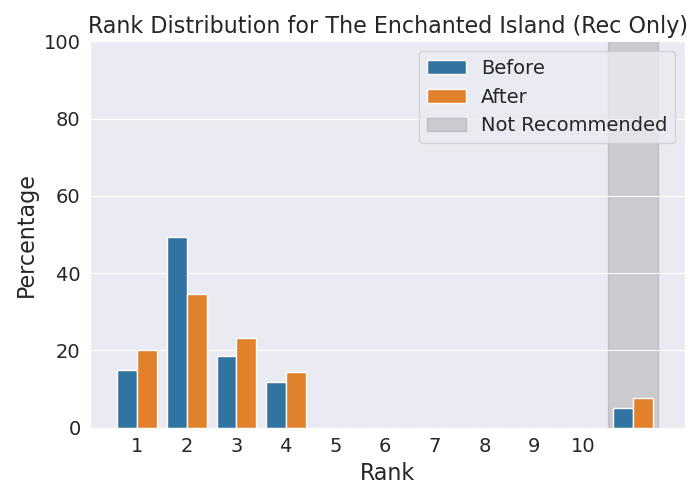 Rank Distribution for The Enchanted Island (Rec Only)
100
80
60
40
20
0
Percentage
Before
After
Not Recommended
1 2 3 4 5 6 7 8 9 10
Rank